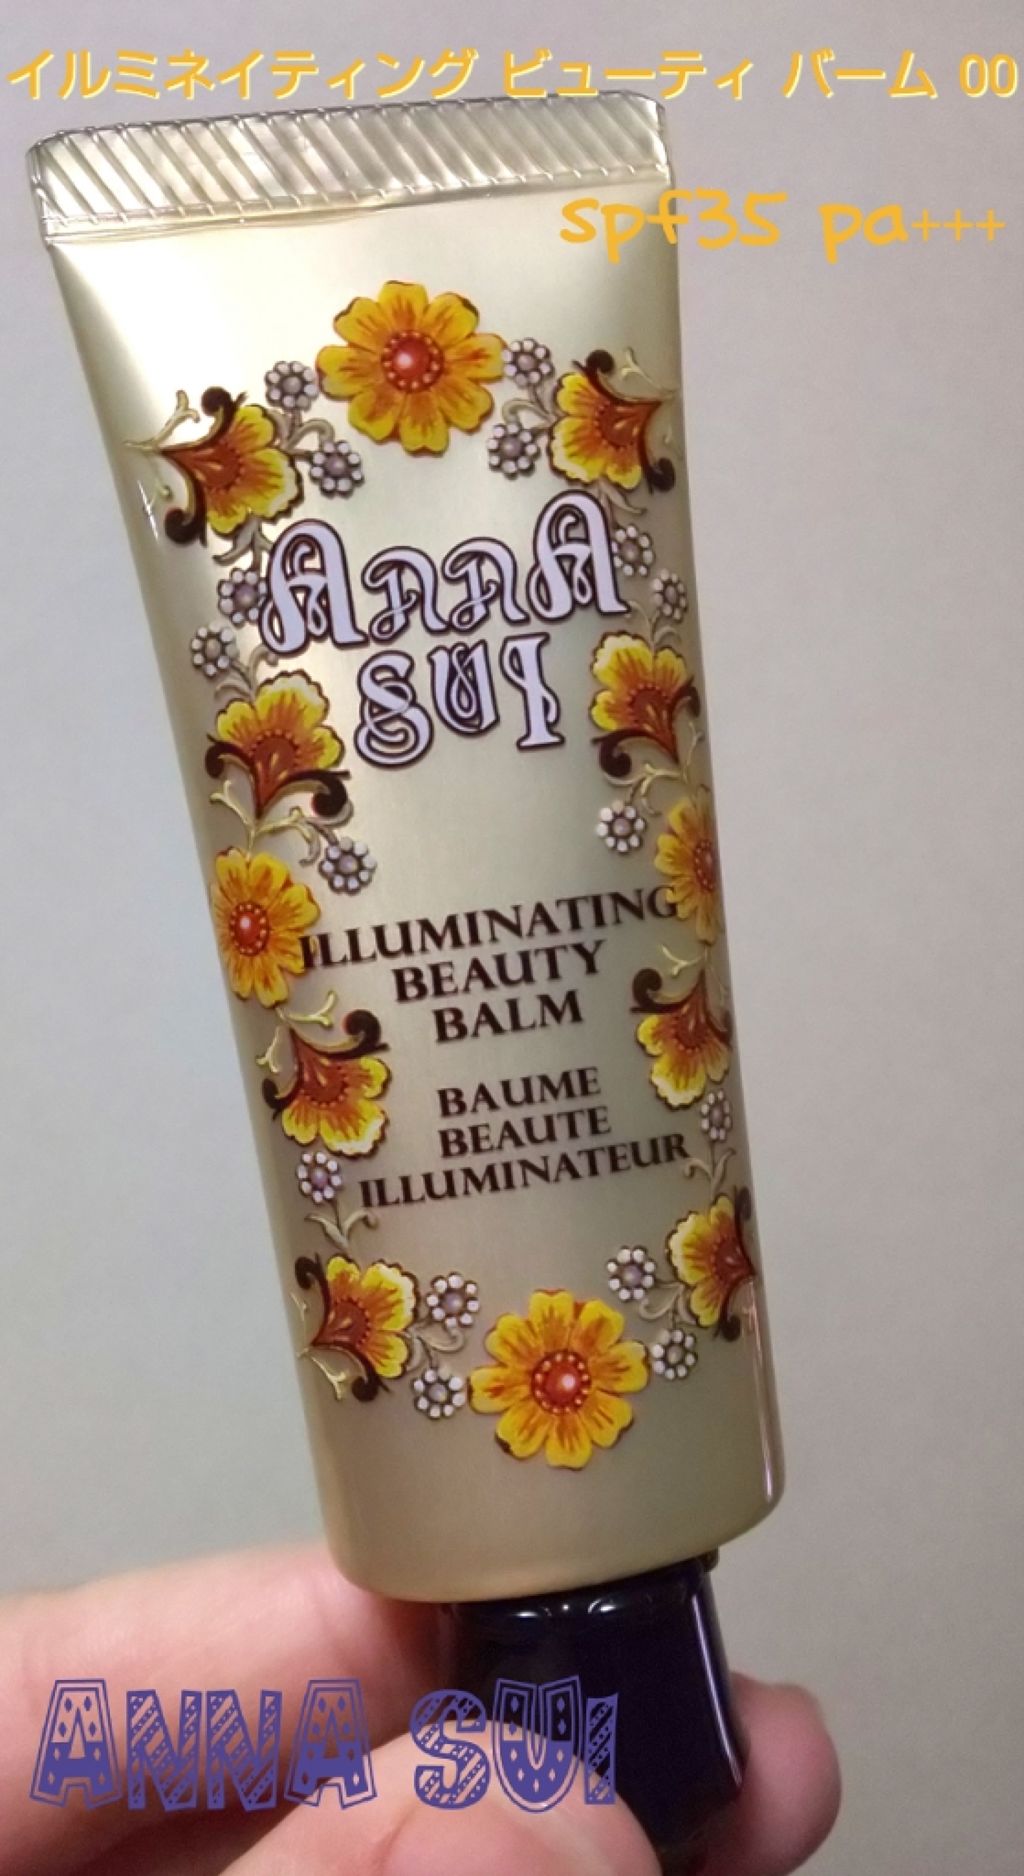 イルミネイティング ビューティ バーム 00
spf35 pa+++
ANNA
SUI
ILLUMINATING
BEAUTY
BALM
BAUME
BEAUTE
ILLUMINATEUR
ANNA SUI